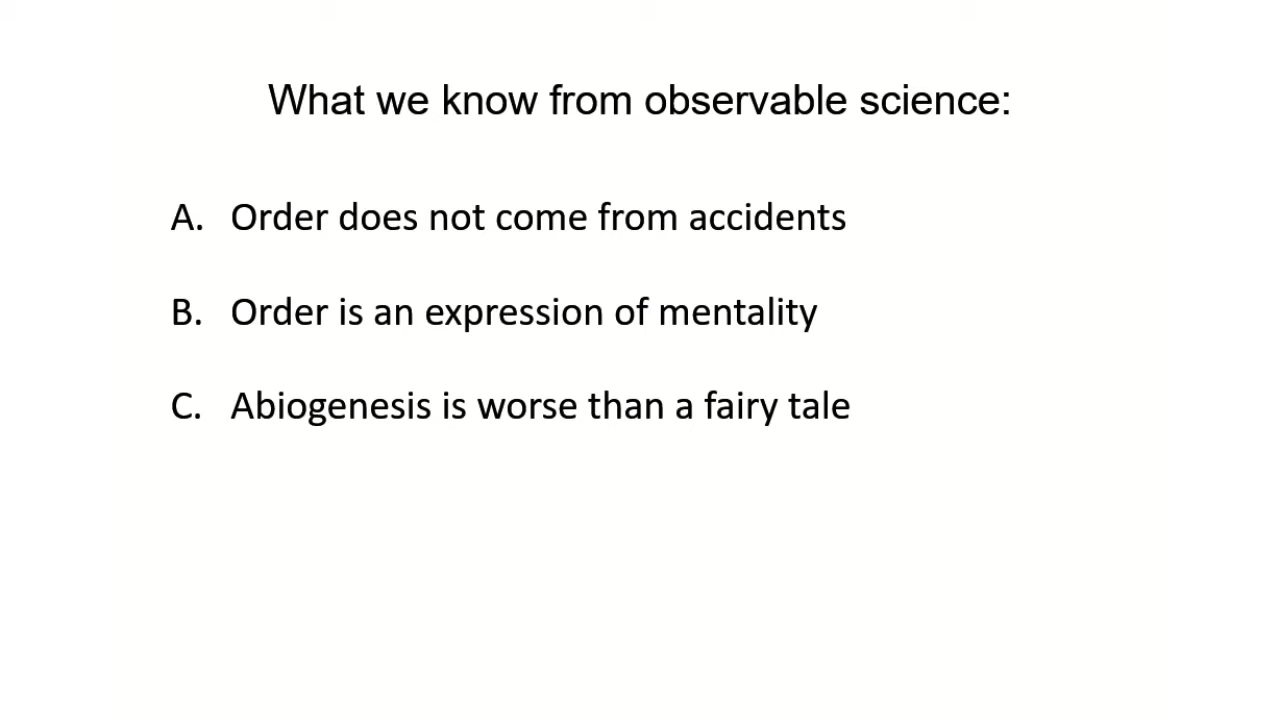 What we know from observable science:
A. Order does not come from accidents
B. Order is an expression of mentality
C. Abiogenesis is worse than a fairy tale